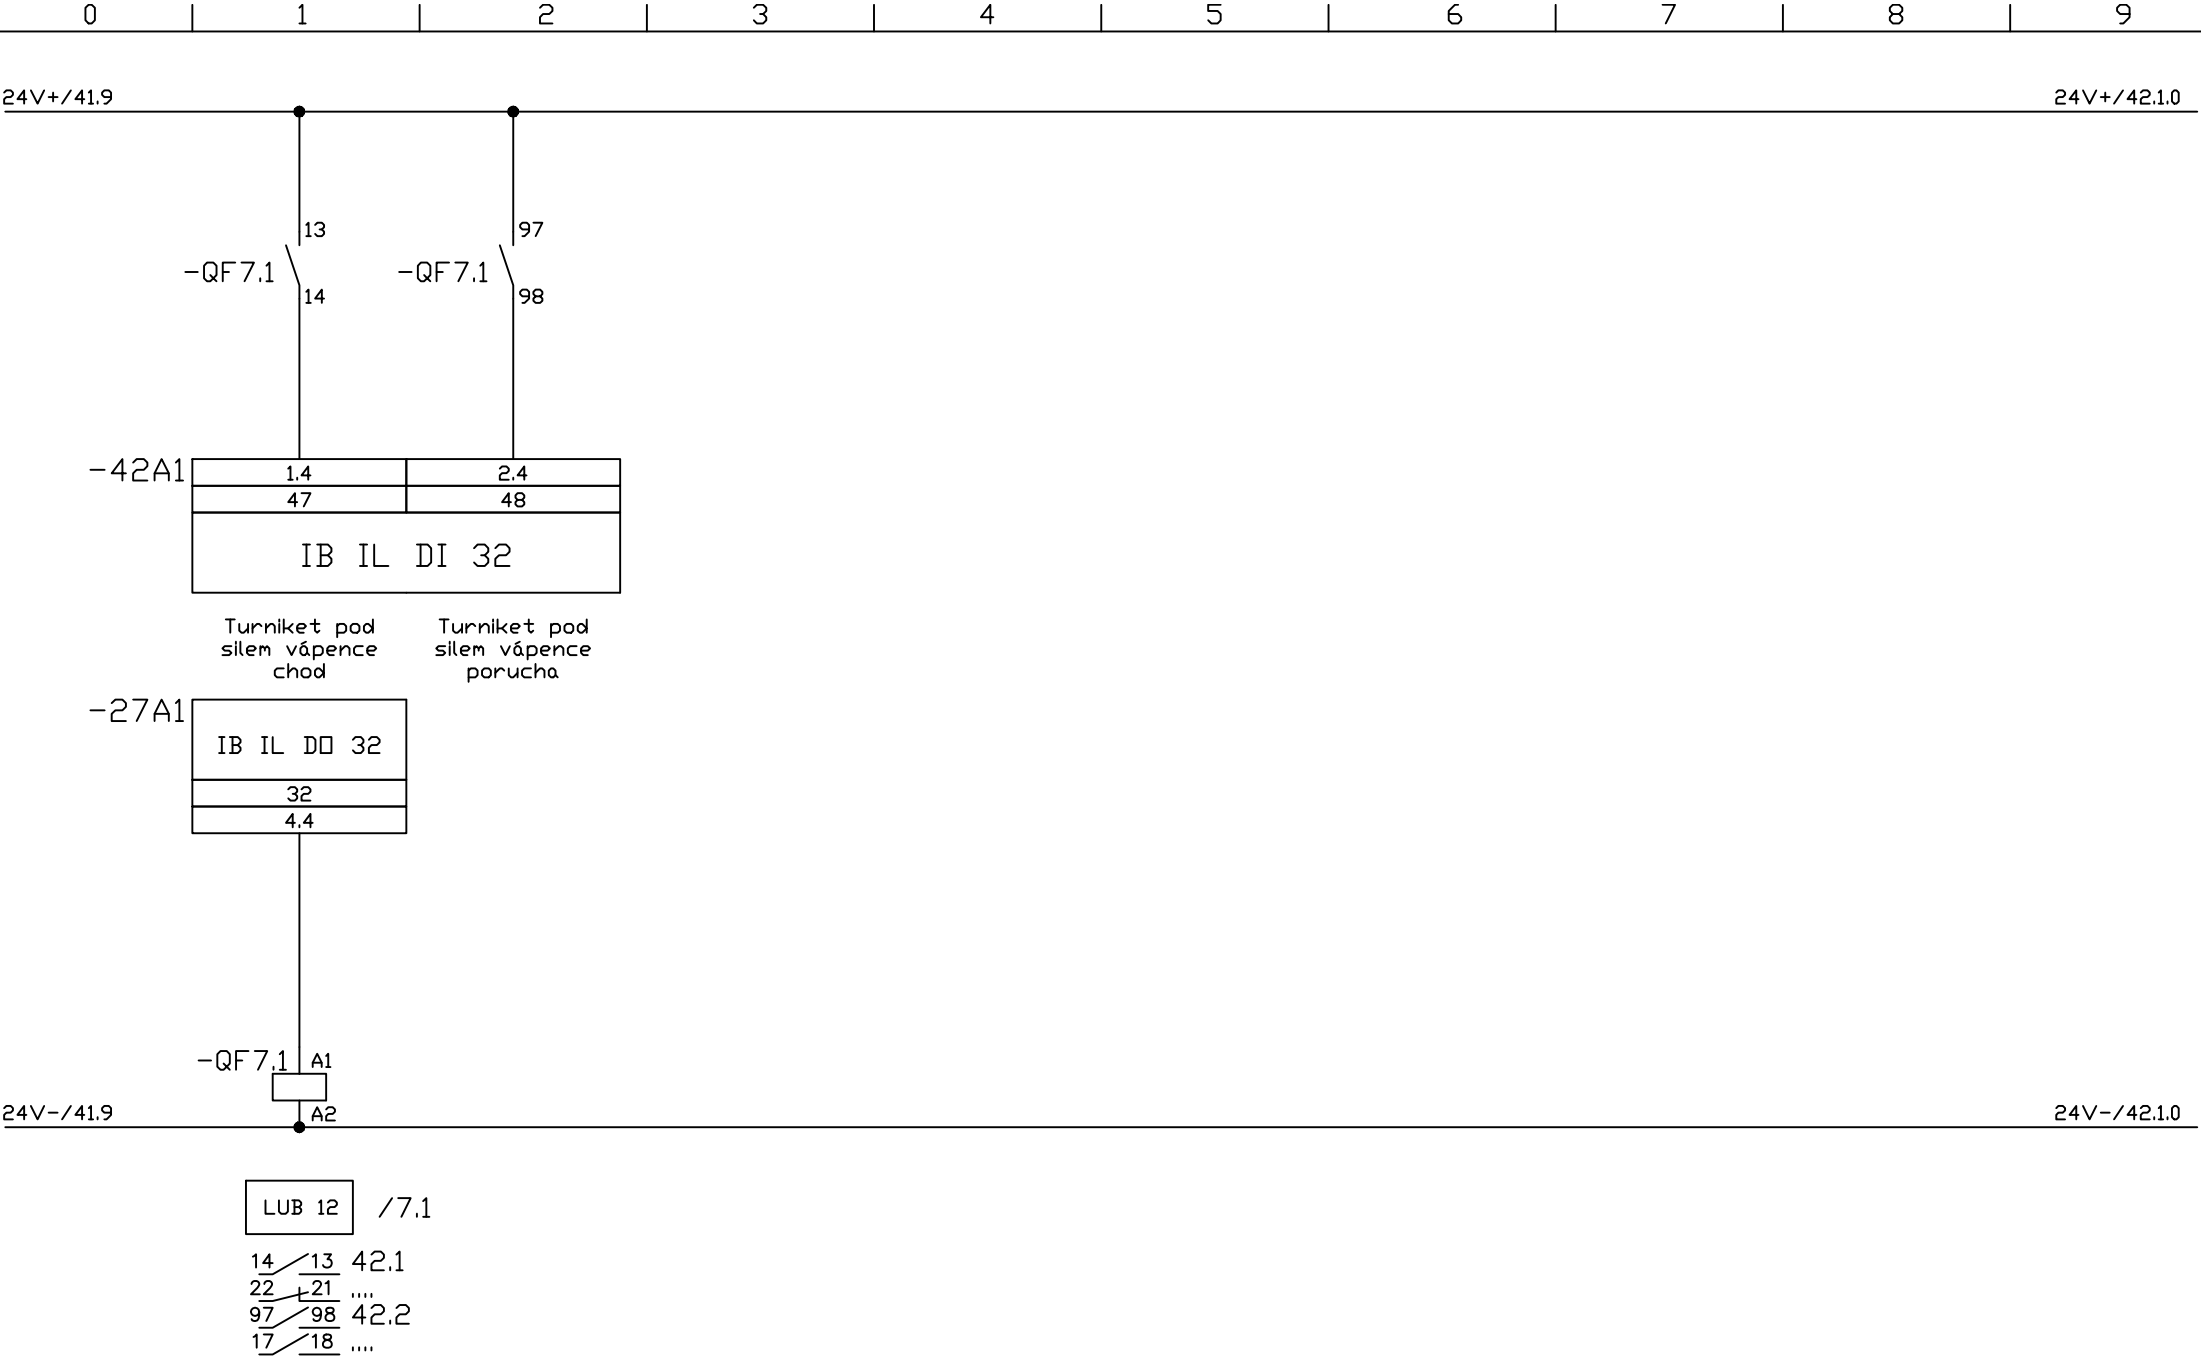 0 1 2 3 4 5 6 7 8 9
24V+/41.9 24V+/42.1.0
13 97
-QF7.1 -QF7.1
14 98
-42A1 1.4 2.4
47 48
IB IL DI 32
Turniket pod
silem vápence
chod
Turniket pod
silem vápence
porucha
-27A1
IB IL DO 32
32
4.4
-QF7.1 A1
24V-/41.9 A2 24V-/42.1.0
LUB 12 /7.1
14 13 42.1
22 21 ....
97 98 42.2
17 18 ....